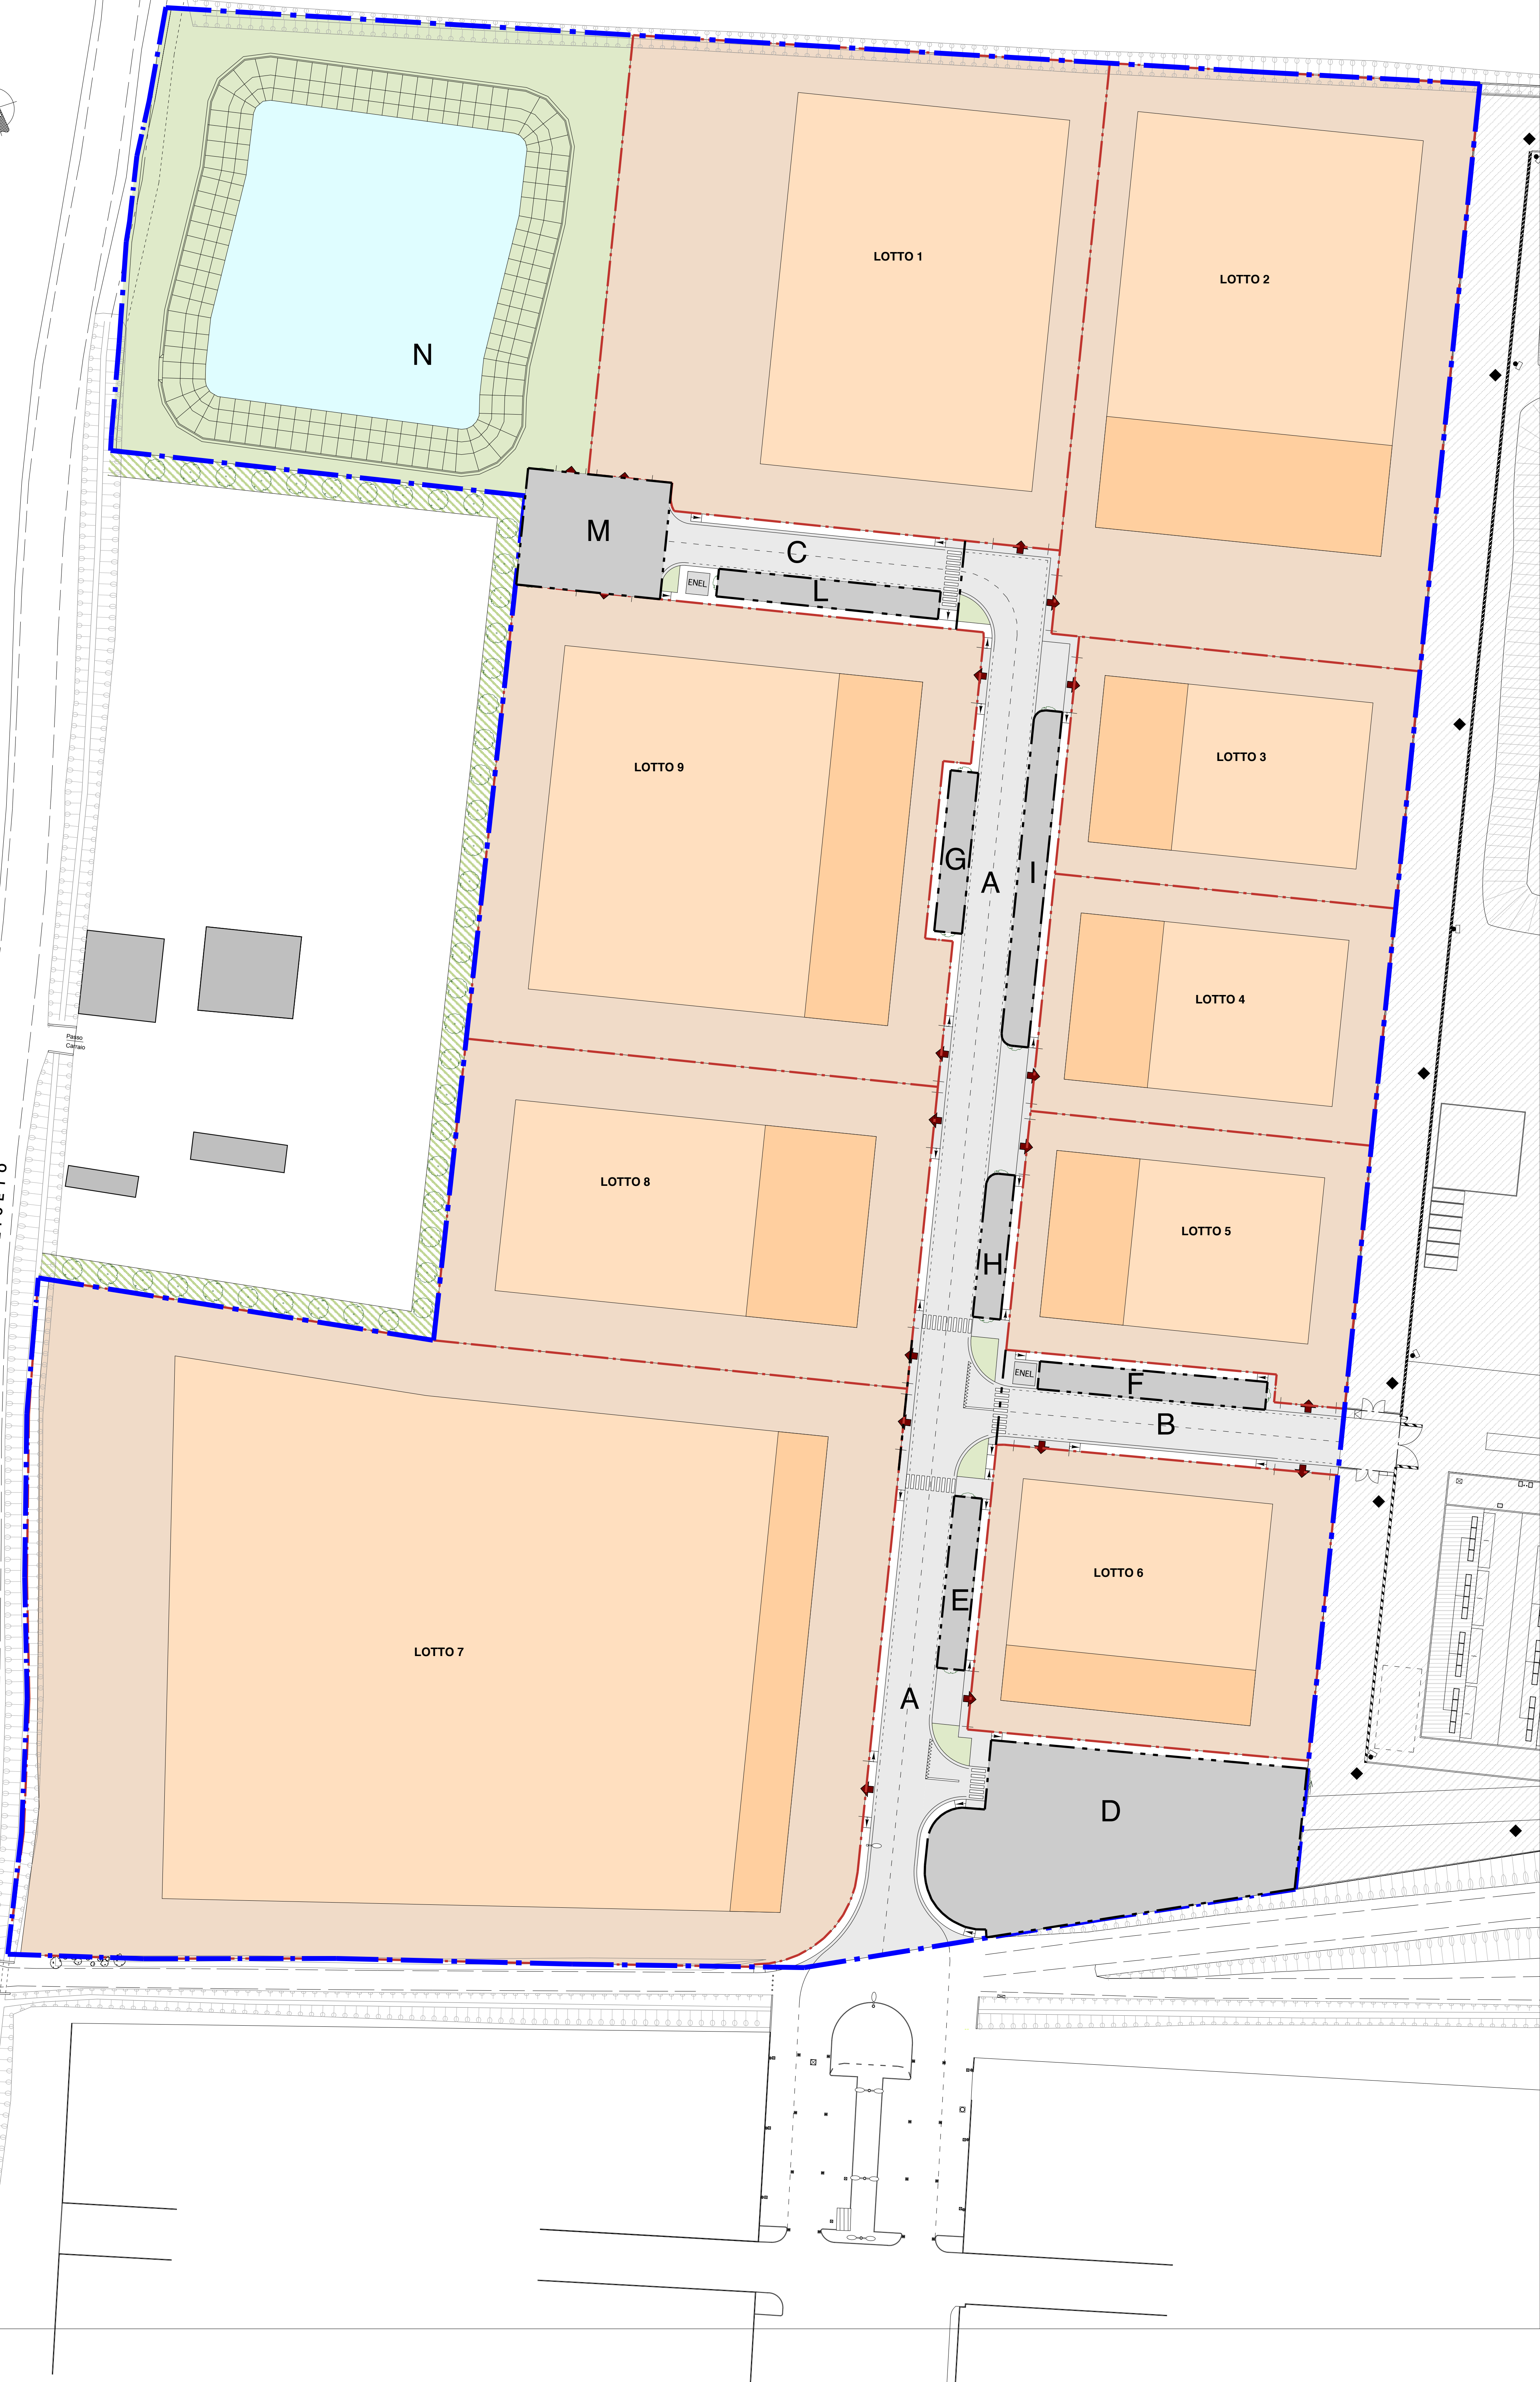 LOTTO 1
LOTTO 2
N
M
C
ENEL
L
LOTTO 9
LOTTO 3
G
A
I
LOTTO 4
Passo
Carraio
LOTTO 8
LOTTO 5
H
ENEL
F
B
LOTTO 6
E
LOTTO 7
A
D